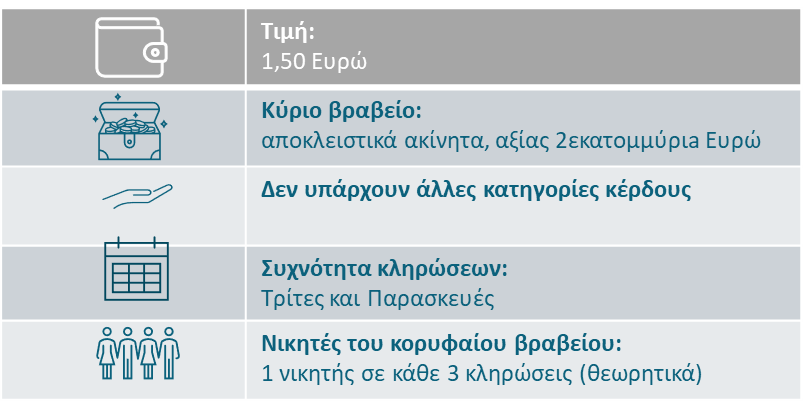 Τιμή:
1,50 Ευρώ
Κύριο βραβείο:
αποκλειστικά ακίνητα, αξίας 2εκατομμύρια Ευρώ
Δεν υπάρχουν άλλες κατηγορίες κέρδους
Συχνότητα κληρώσεων:
Τρίτες και Παρασκευές
Νικητές του κορυφαίου βραβείου:
1 νικητής σε κάθε 3 κληρώσεις (θεωρητικά)